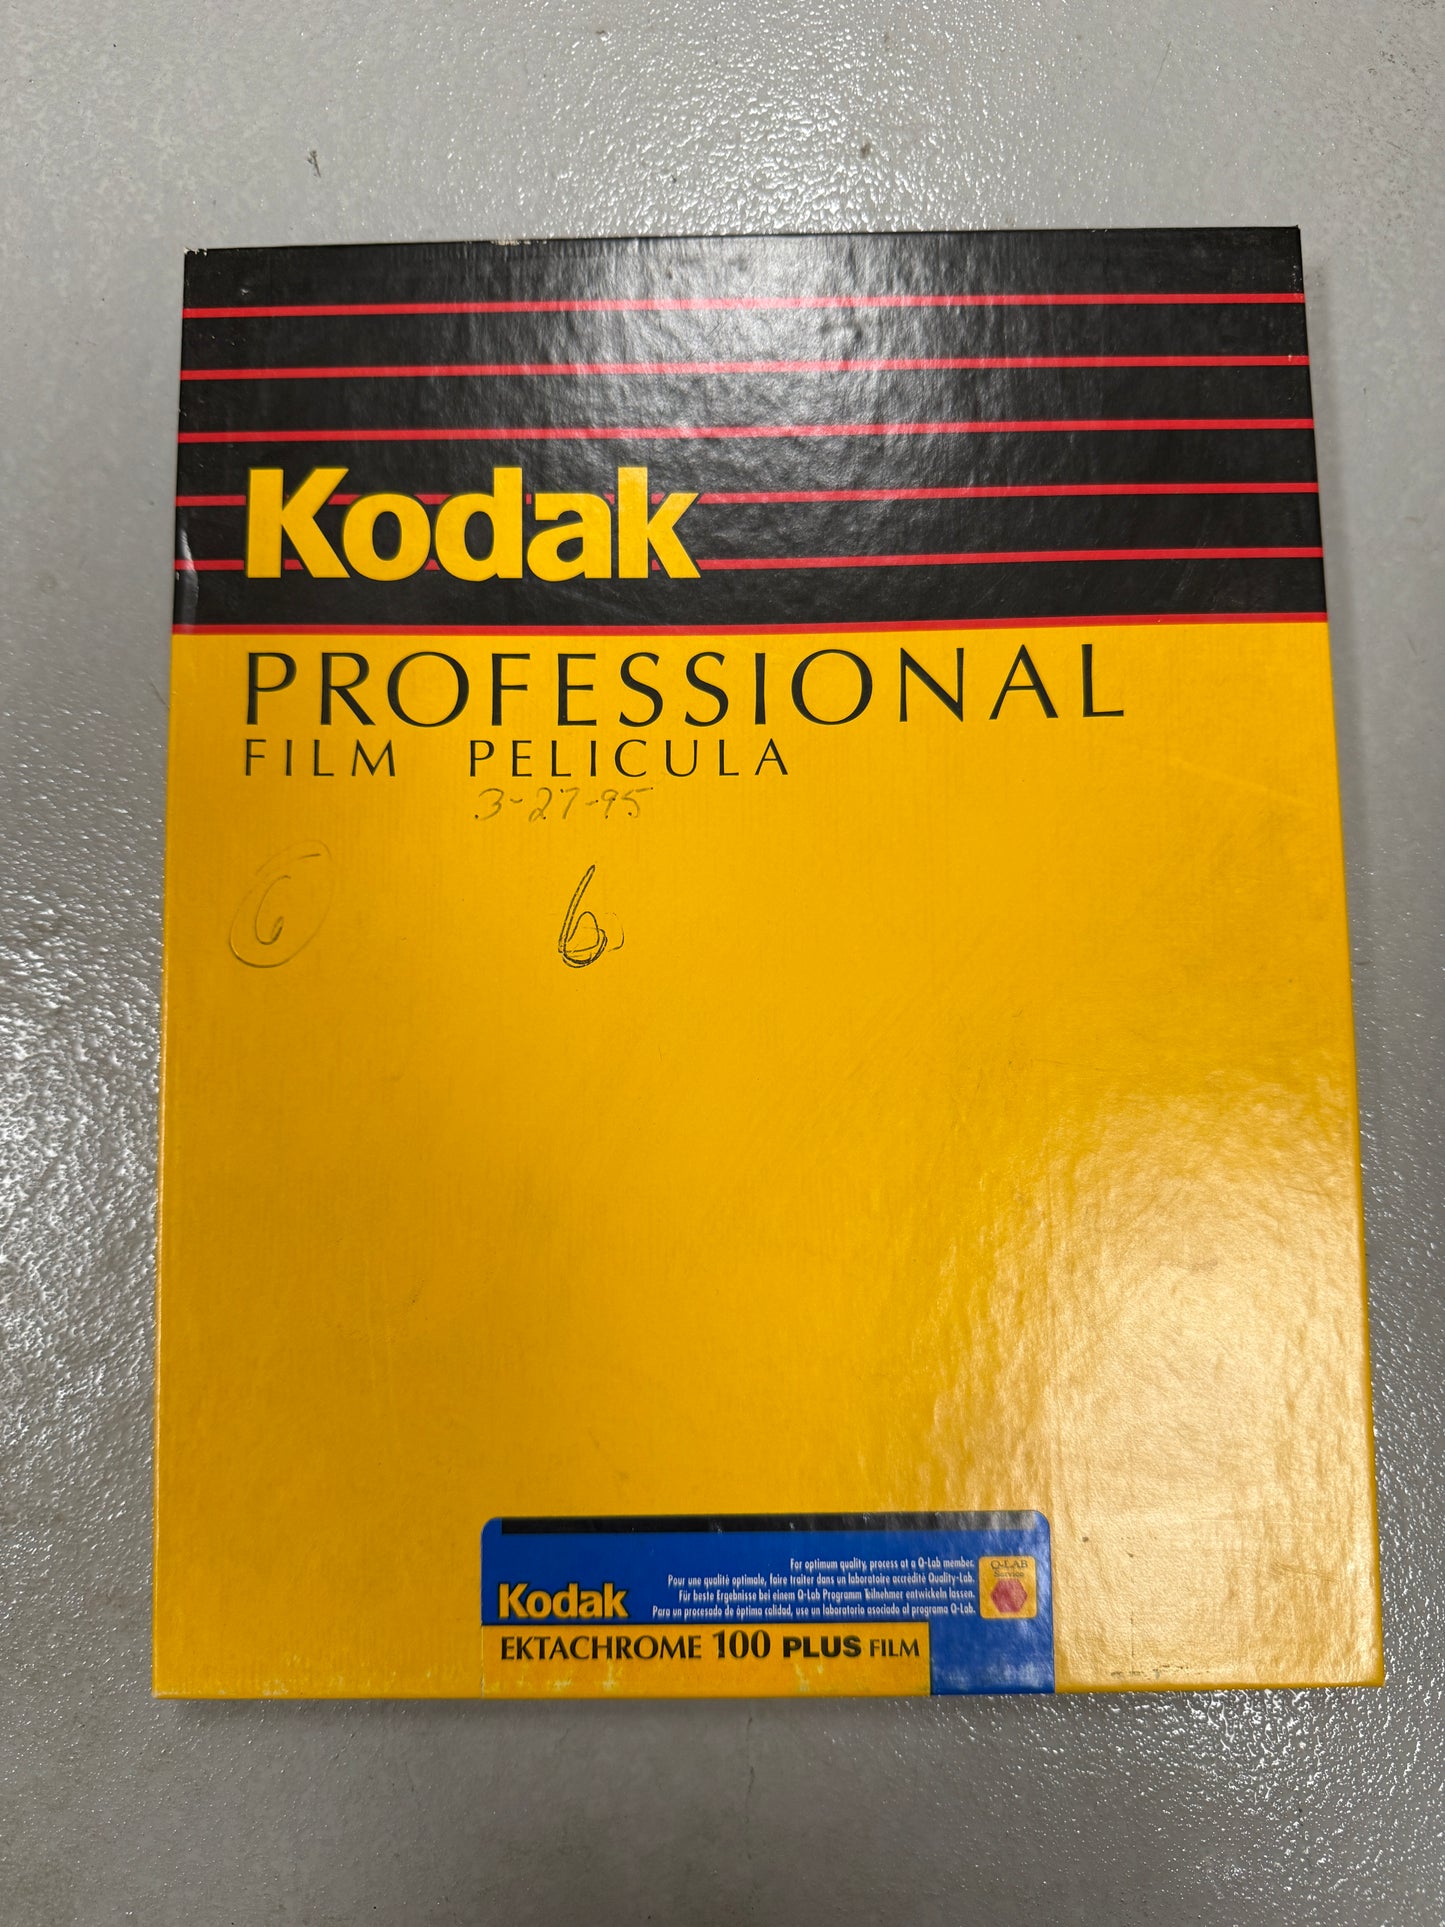 Kodak
PROFESSIONAL
FILM PELICULA
3-27-95
6
6
For optimum quality, process at a Q-Lab member.
Pour une qualité optimale, faire traiter dans un laboratoire accrédité Quality-Lab.
Für beste Ergebnisse bei einem Q-Lab Programm Teilnehmer entwickeln lassen.
Para un procesado de óptima calidad, use un laboratorio asociado al programa Q-Lab.
Q-LAB
Service
Kodak
EKTACHROME 100 PLUS FILM